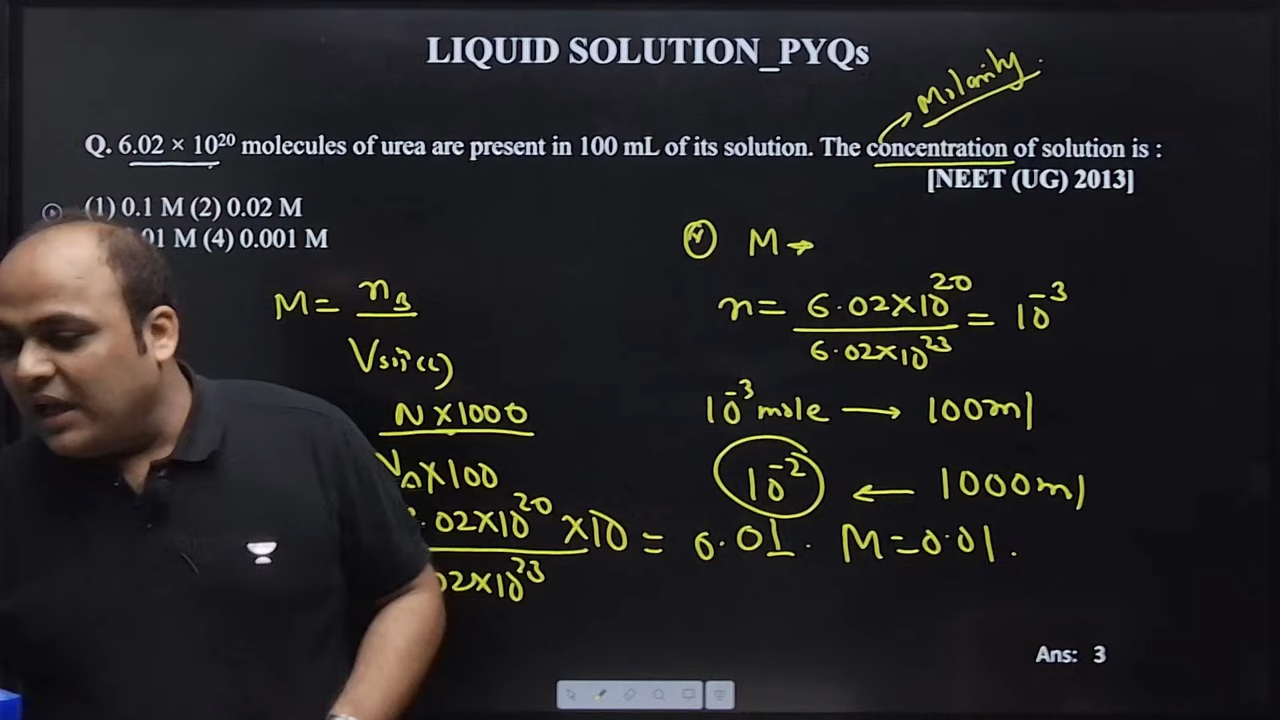 LIQUID SOLUTION_PYQs
Molarity.
Q. 6.02 × 10²⁰ molecules of urea are present in 100 mL of its solution. The concentration of solution is :
[NEET (UG) 2013]
(1) 0.1 M (2) 0.02 M
01 M (4) 0.001 M
M = n_B
V solⁿ(L)
N × 1000
× 100
.02×10²⁰ ×10 = 0.01.
02×10²³
M →
n = 6.02×10²⁰ = 10⁻³
6.02×10²³
10⁻³ mole → 100ml
10⁻² ← 1000ml
M = 0.01.
Ans: 3